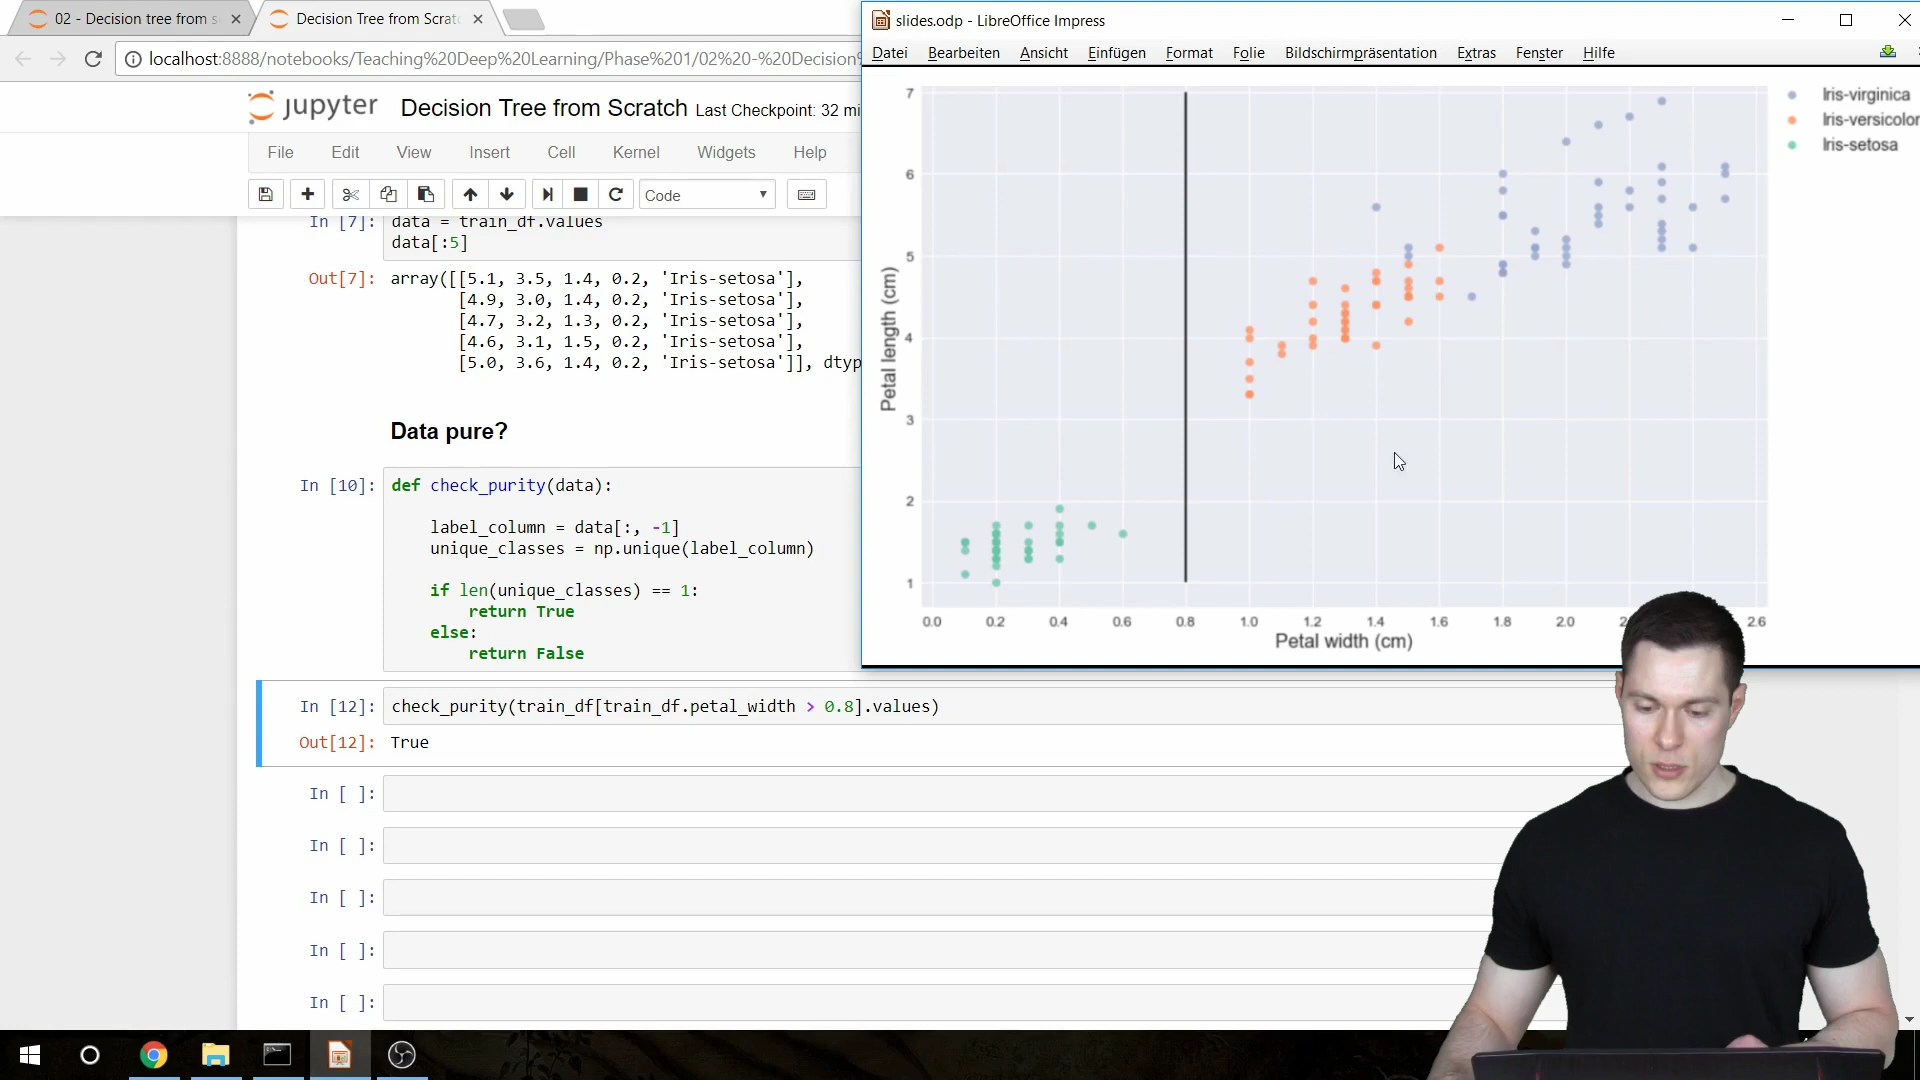 02 - Decision tree from s
Decision Tree from Scrat
localhost:8888/notebooks/Teaching%20Deep%20Learning/Phase%201/02%20-%20Decision%
jupyter
Decision Tree from Scratch
Last Checkpoint: 32 mi
File
Edit
View
Insert
Cell
Kernel
Widgets
Help
Code
In [7]:
data = train_df.values
data[:5]
Out[7]:
array([[5.1, 3.5, 1.4, 0.2, 'Iris-setosa'],
[4.9, 3.0, 1.4, 0.2, 'Iris-setosa'],
[4.7, 3.2, 1.3, 0.2, 'Iris-setosa'],
[4.6, 3.1, 1.5, 0.2, 'Iris-setosa'],
[5.0, 3.6, 1.4, 0.2, 'Iris-setosa']], dtyp
Data pure?
In [10]:
def check_purity(data):
label_column = data[:, -1]
unique_classes = np.unique(label_column)
if len(unique_classes) == 1:
return True
else:
return False
In [12]:
check_purity(train_df[train_df.petal_width > 0.8].values)
Out[12]:
True
In [ ]:
In [ ]:
In [ ]:
In [ ]:
In [ ]:
slides.odp - LibreOffice Impress
Datei
Bearbeiten
Ansicht
Einfügen
Format
Folie
Bildschirmpräsentation
Extras
Fenster
Hilfe
7
6
5
4
3
2
1
Petal length (cm)
0.0
0.2
0.4
0.6
0.8
1.0
1.2
1.4
1.6
1.8
2.0
2.6
Petal width (cm)
Iris-virginica
Iris-versicolor
Iris-setosa